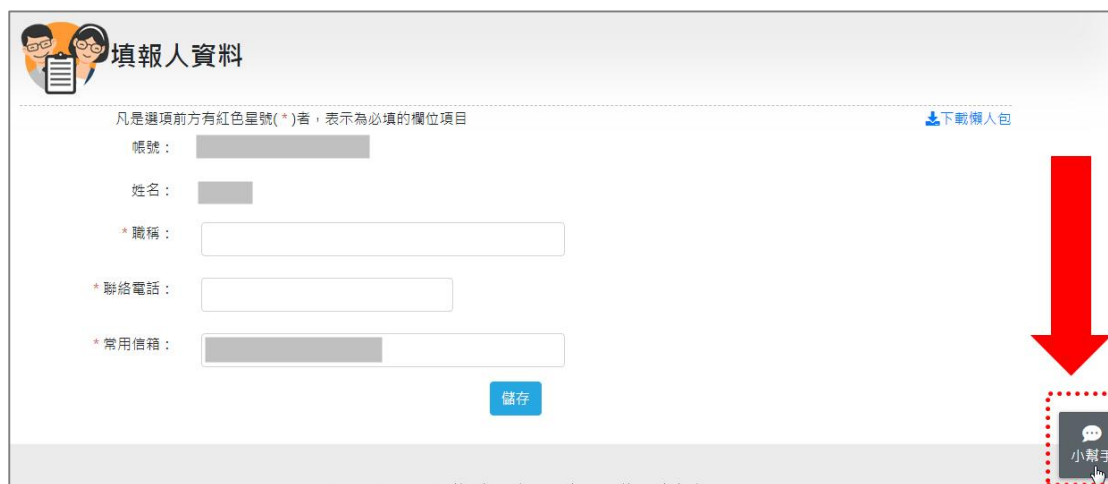 填報人資料
凡是選項前方有紅色星號( * )者，表示為必填的欄位項目
下載懶人包
帳號：
姓名：
* 職稱：
* 聯絡電話：
* 常用信箱：
儲存
小幫手